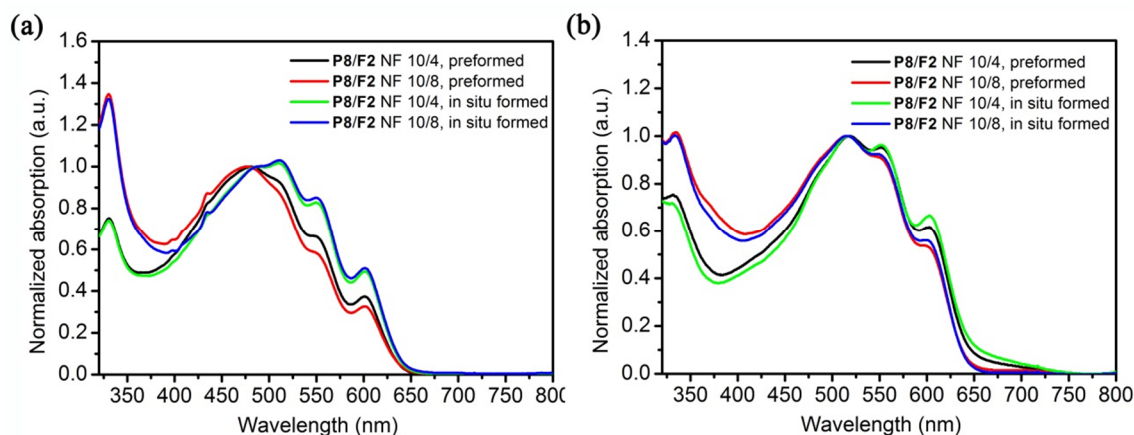 (a)
1.6
1.4
1.2
1.0
0.8
0.6
0.4
0.2
0.0
Normalized absorption (a.u.)
P8/F2 NF 10/4, preformed
P8/F2 NF 10/8, preformed
P8/F2 NF 10/4, in situ formed
P8/F2 NF 10/8, in situ formed
350 400 450 500 550 600 650 700 750 800
Wavelength (nm)
(b)
1.4
1.2
1.0
0.8
0.6
0.4
0.2
0.0
Normalized absorption (a.u.)
P8/F2 NF 10/4, preformed
P8/F2 NF 10/8, preformed
P8/F2 NF 10/4, in situ formed
P8/F2 NF 10/8, in situ formed
350 400 450 500 550 600 650 700 750 800
Wavelength (nm)